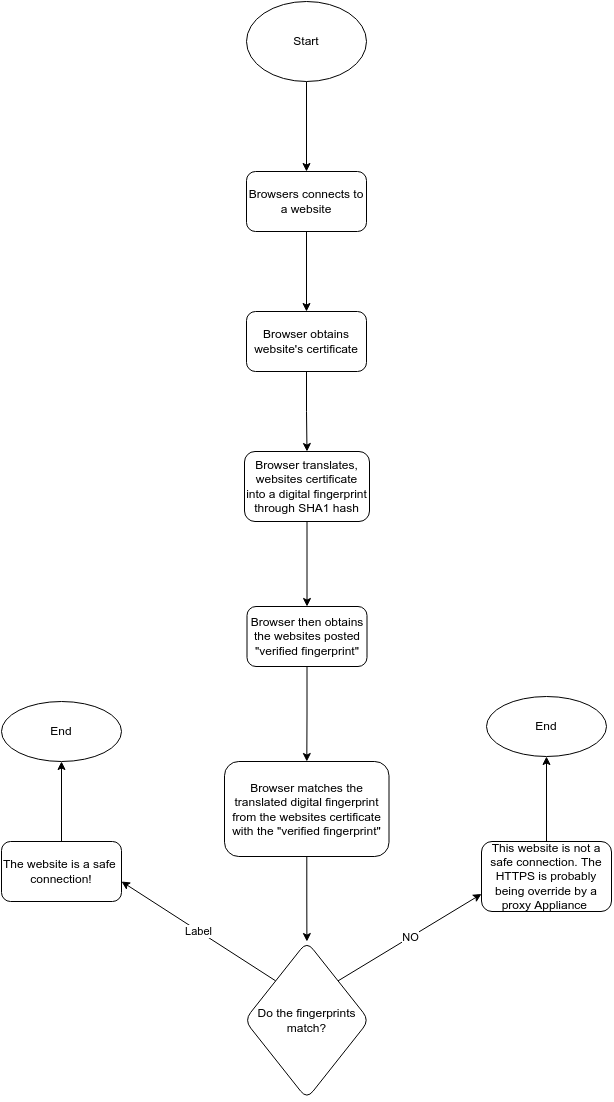 Start
Browsers connects to
a website
Browser obtains
website's certificate
Browser translates,
websites certificate
into a digital fingerprint
through SHA1 hash
Browser then obtains
the websites posted
"verified fingerprint"
Browser matches the
translated digital fingerprint
from the websites certificate
with the "verified fingerprint"
Do the fingerprints
match?
Label
The website is a safe
connection!
End
NO
This website is not a
safe connection. The
HTTPS is probably
being override by a
proxy Appliance
End